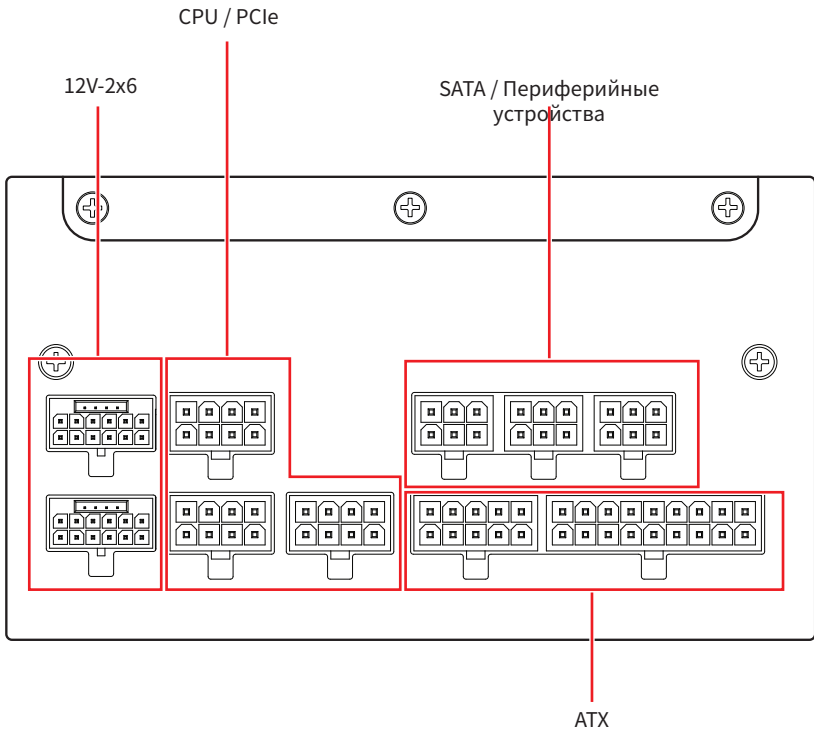 CPU / PCIe
12V-2x6
SATA / Периферийные
устройства
ATX